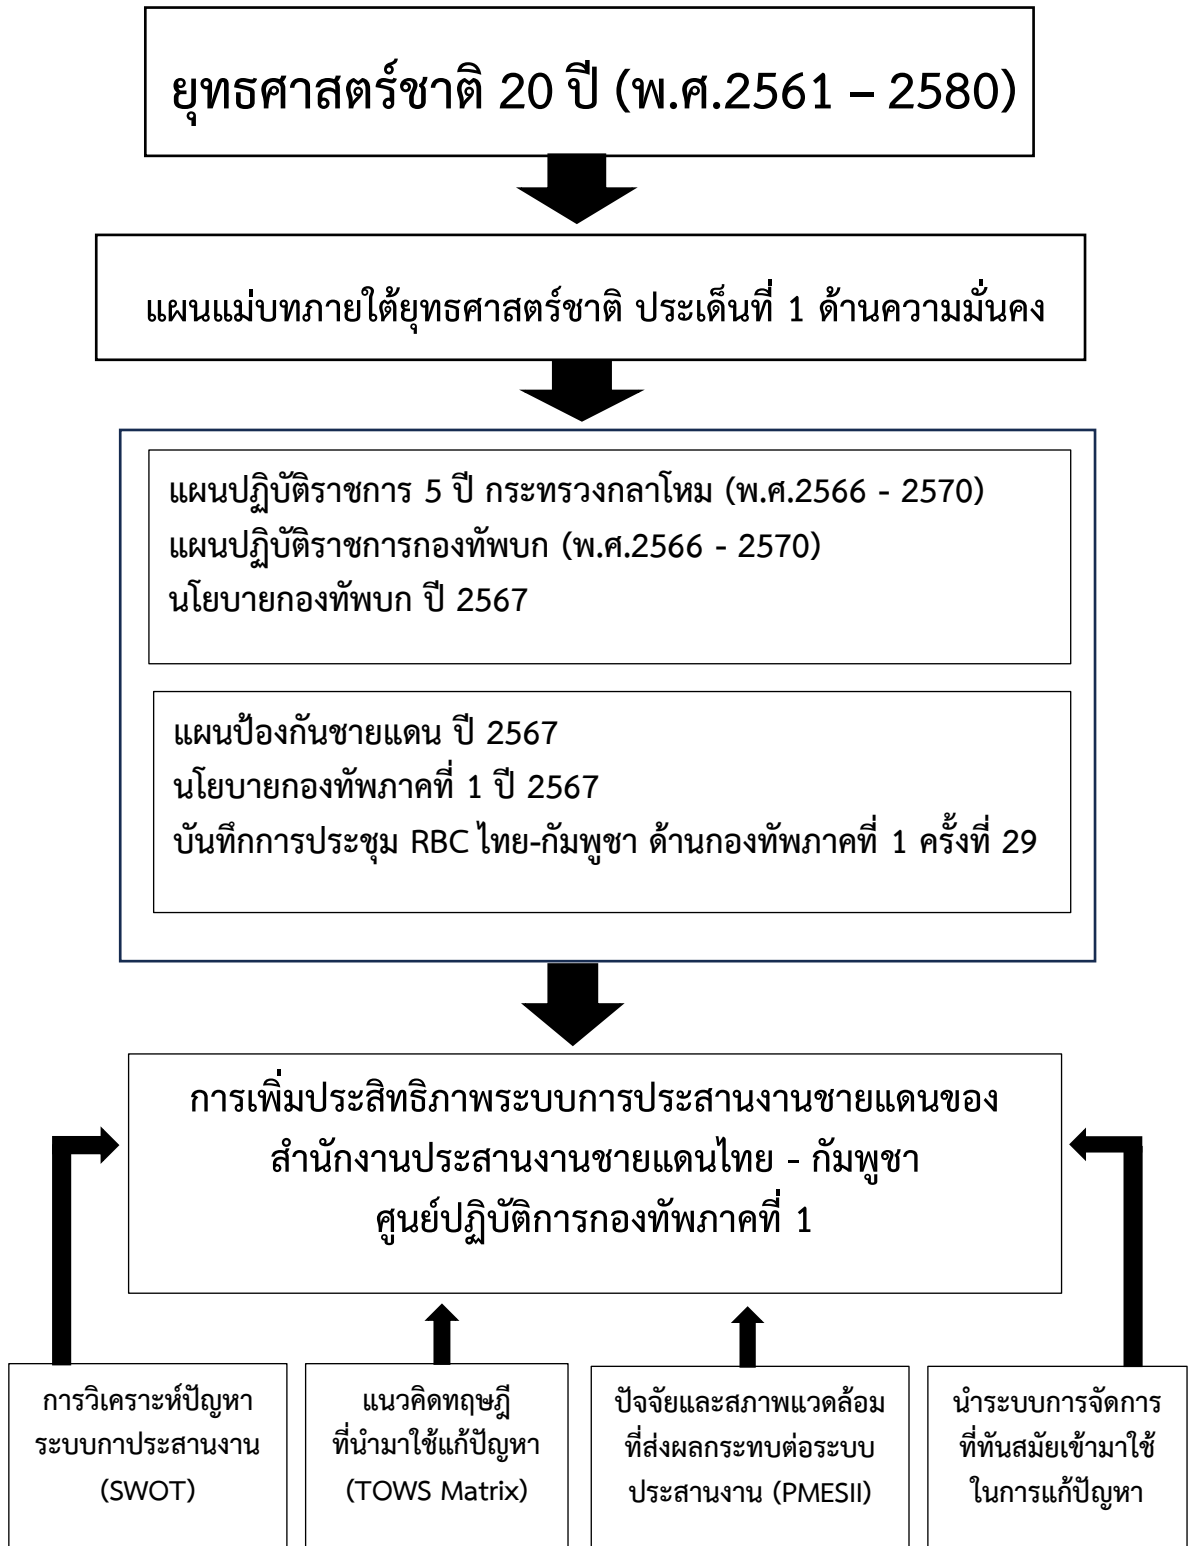 ยุทธศาสตร์ชาติ 20 ปี (พ.ศ.2561 – 2580)
แผนแม่บทภายใต้ยุทธศาสตร์ชาติ ประเด็นที่ 1 ด้านความมั่นคง
แผนปฏิบัติราชการ 5 ปี กระทรวงกลาโหม (พ.ศ.2566 - 2570)
แผนปฏิบัติราชการกองทัพบก (พ.ศ.2566 - 2570)
นโยบายกองทัพบก ปี 2567
แผนป้องกันชายแดน ปี 2567
นโยบายกองทัพภาคที่ 1 ปี 2567
บันทึกการประชุม RBC ไทย-กัมพูชา ด้านกองทัพภาคที่ 1 ครั้งที่ 29
การเพิ่มประสิทธิภาพระบบการประสานงานชายแดนของ
สำนักงานประสานงานชายแดนไทย - กัมพูชา
ศูนย์ปฏิบัติการกองทัพภาคที่ 1
การวิเคราะห์ปัญหา
ระบบกาประสานงาน
(SWOT)
แนวคิดทฤษฎี
ที่นำมาใช้แก้ปัญหา
(TOWS Matrix)
ปัจจัยและสภาพแวดล้อม
ที่ส่งผลกระทบต่อระบบ
ประสานงาน (PMESII)
นำระบบการจัดการ
ที่ทันสมัยเข้ามาใช้
ในการแก้ปัญหา